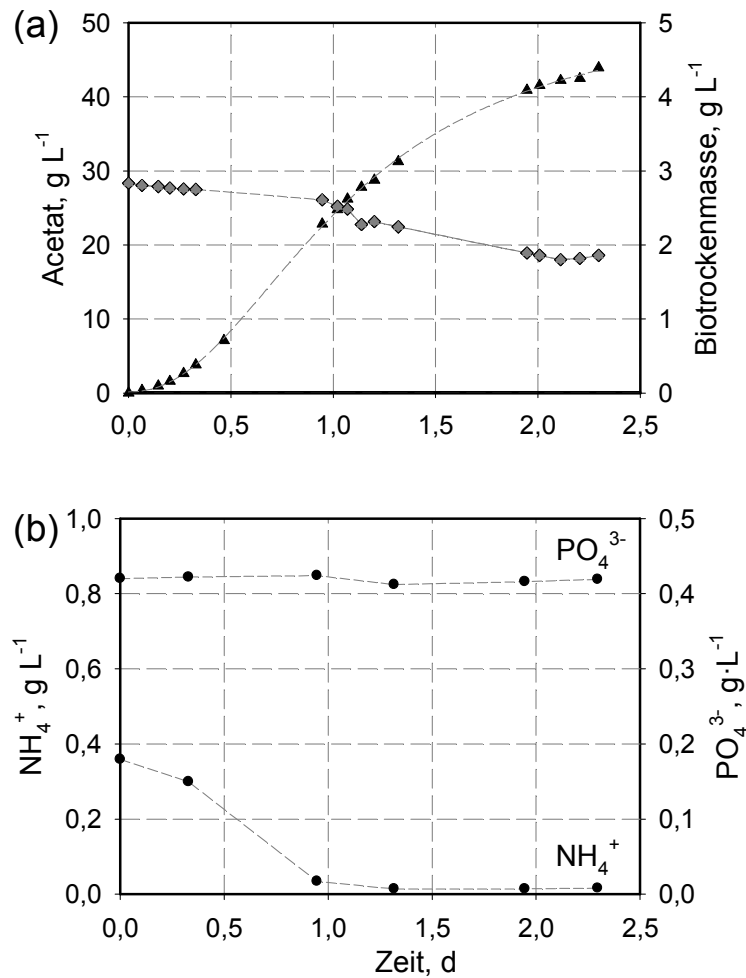 (a)
50
40
30
20
10
0
Acetat, g L⁻¹
5
4
3
2
1
0
Biotrockenmasse, g L⁻¹
0,0 0,5 1,0 1,5 2,0 2,5
(b)
1,0
0,8
0,6
0,4
0,2
0,0
NH₄⁺, g L⁻¹
PO₄³⁻
NH₄⁺
0,5
0,4
0,3
0,2
0,1
0,0
PO₄³⁻, g·L⁻¹
0,0 0,5 1,0 1,5 2,0 2,5
Zeit, d